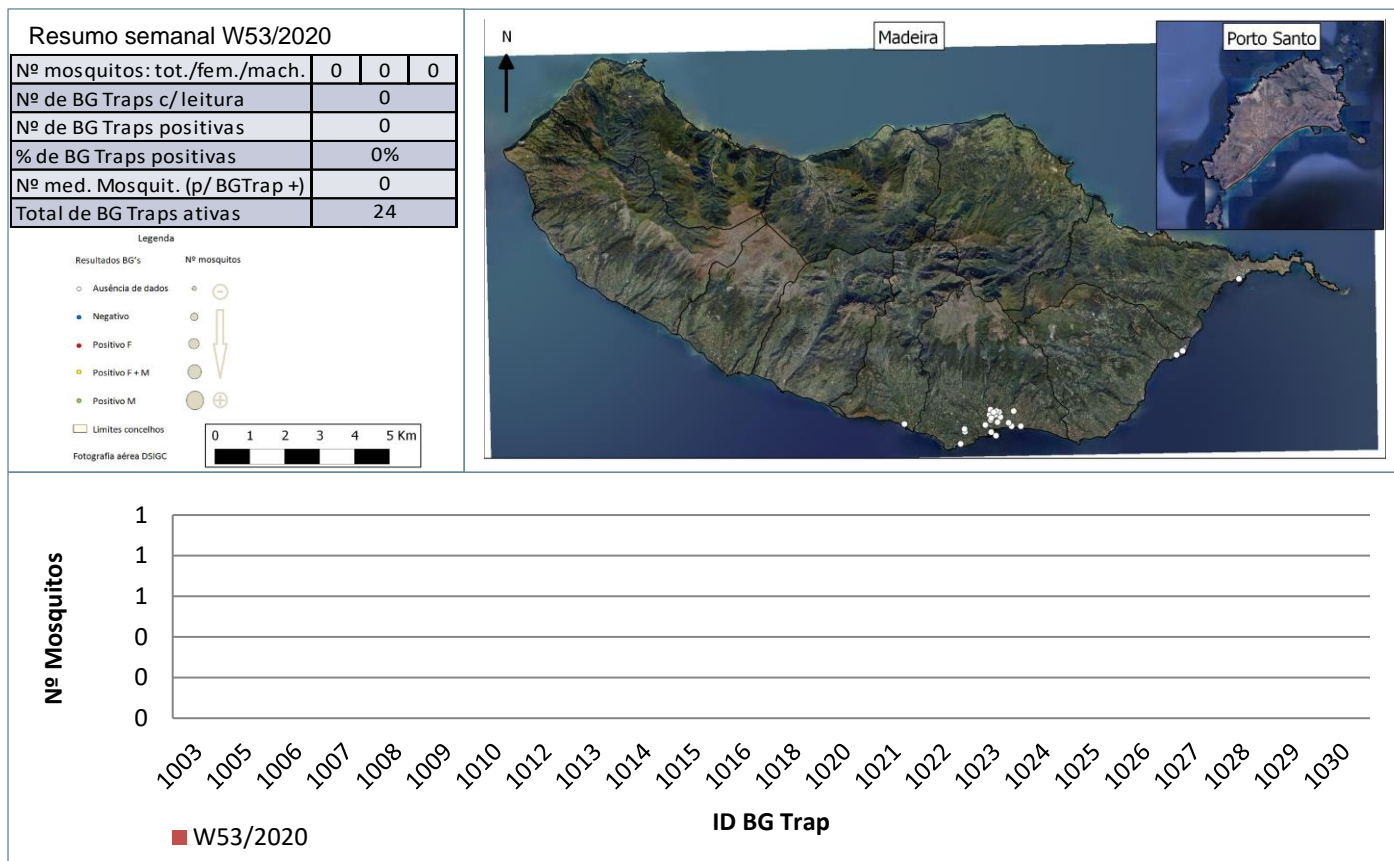 Resumo semanal W53/2020
Nº mosquitos: tot./fem./mach. 0 0 0
Nº de BG Traps c/ leitura 0
Nº de BG Traps positivas 0
% de BG Traps positivas 0%
Nº med. Mosquit. (p/ BGTrap +) 0
Total de BG Traps ativas 24
Legenda
Resultados BG's Nº mosquitos
Ausência de dados
Negativo
Positivo F
Positivo F + M
Positivo M
Limites concelhos
Fotografia aérea DSIGC
0 1 2 3 4 5 Km
N
Madeira
Porto Santo
Nº Mosquitos
1
1
1
0
0
0
1003 1005 1006 1007 1008 1009 1010 1012 1013 1014 1015 1016 1018 1020 1021 1022 1023 1024 1025 1026 1027 1028 1029 1030
ID BG Trap
W53/2020